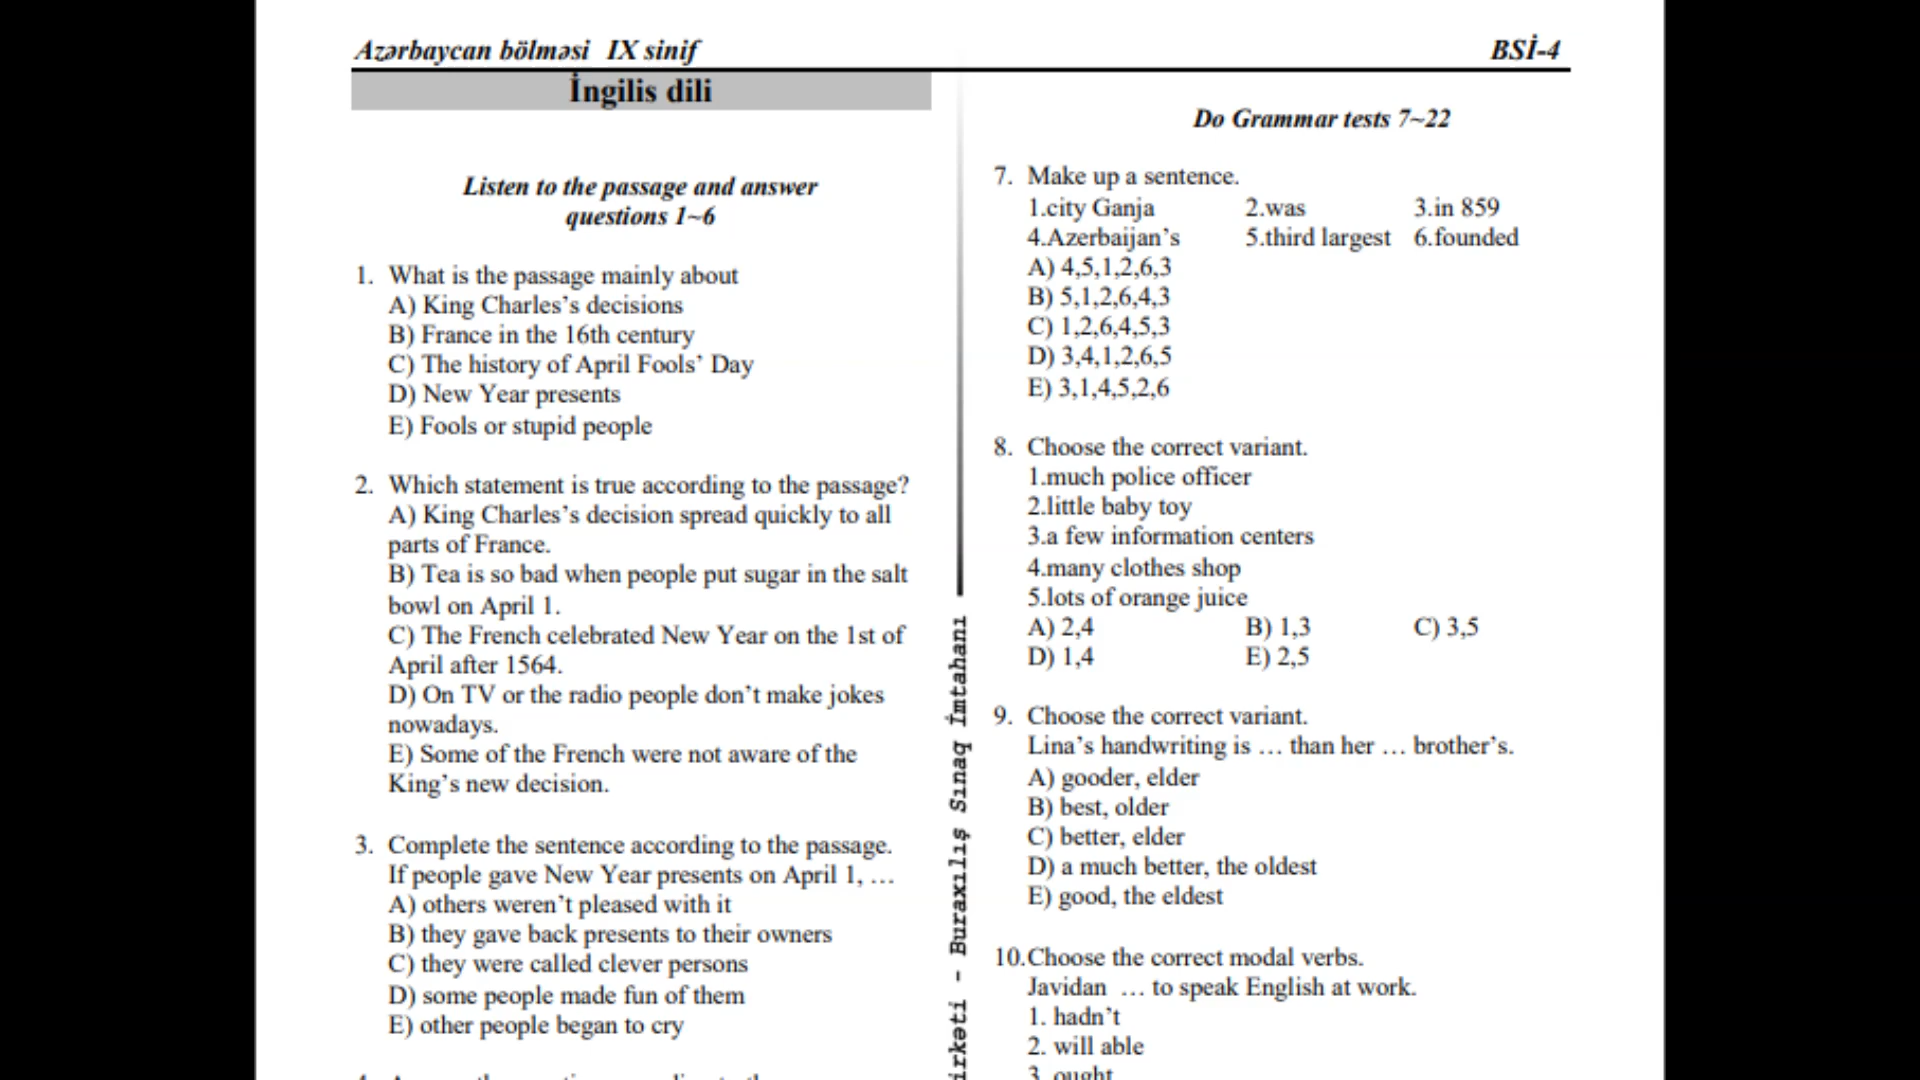 Azərbaycan bölməsi IX sinif
BSİ-4
İngilis dili
Listen to the passage and answer
questions 1~6
1. What is the passage mainly about
A) King Charles’s decisions
B) France in the 16th century
C) The history of April Fools’ Day
D) New Year presents
E) Fools or stupid people
2. Which statement is true according to the passage?
A) King Charles’s decision spread quickly to all
parts of France.
B) Tea is so bad when people put sugar in the salt
bowl on April 1.
C) The French celebrated New Year on the 1st of
April after 1564.
D) On TV or the radio people don’t make jokes
nowadays.
E) Some of the French were not aware of the
King’s new decision.
3. Complete the sentence according to the passage.
If people gave New Year presents on April 1, …
A) others weren’t pleased with it
B) they gave back presents to their owners
C) they were called clever persons
D) some people made fun of them
E) other people began to cry
- Buraxılış Sınaq İmtahanı
Do Grammar tests 7~22
7. Make up a sentence.
1.city Ganja 2.was 3.in 859
4.Azerbaijan’s 5.third largest 6.founded
A) 4,5,1,2,6,3
B) 5,1,2,6,4,3
C) 1,2,6,4,5,3
D) 3,4,1,2,6,5
E) 3,1,4,5,2,6
8. Choose the correct variant.
1.much police officer
2.little baby toy
3.a few information centers
4.many clothes shop
5.lots of orange juice
A) 2,4 B) 1,3 C) 3,5
D) 1,4 E) 2,5
9. Choose the correct variant.
Lina’s handwriting is … than her … brother’s.
A) gooder, elder
B) best, older
C) better, elder
D) a much better, the oldest
E) good, the eldest
10.Choose the correct modal verbs.
Javidan … to speak English at work.
1. hadn’t
2. will able
3. ought